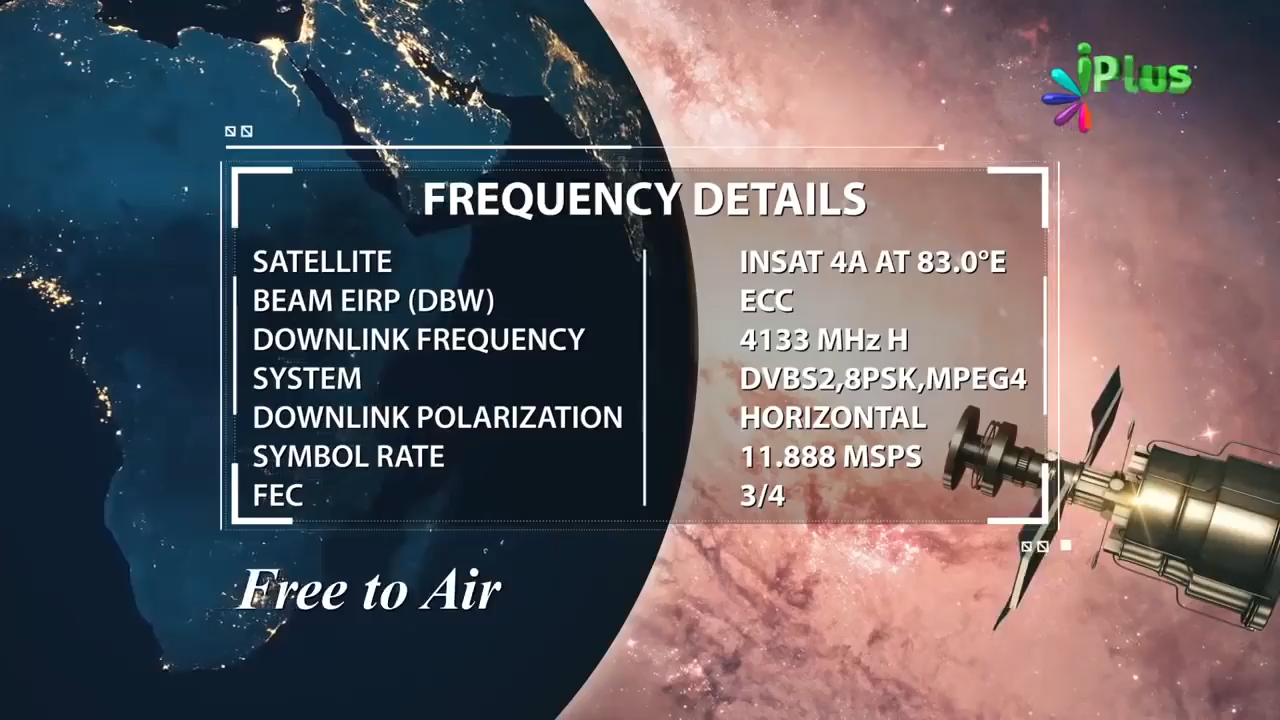 iPlus
FREQUENCY DETAILS
SATELLITE INSAT 4A AT 83.0°E
BEAM EIRP (DBW) ECC
DOWNLINK FREQUENCY 4133 MHz H
SYSTEM DVBS2,8PSK,MPEG4
DOWNLINK POLARIZATION HORIZONTAL
SYMBOL RATE 11.888 MSPS
FEC 3/4
Free to Air